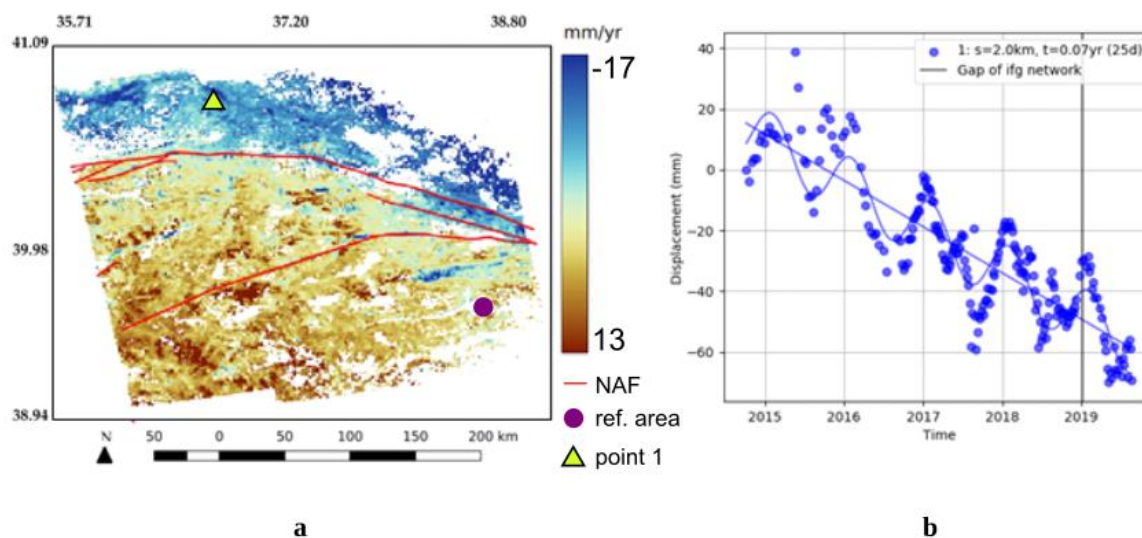 35.71 37.20 38.80
41.09
39.98
38.94
mm/yr
-17
13
NAF
ref. area
point 1
N
50 0 50 100 150 200 km
a
40
20
0
−20
−40
−60
Displacement (mm)
1: s=2.0km, t=0.07yr (25d)
Gap of ifg network
2015 2016 2017 2018 2019
Time
b